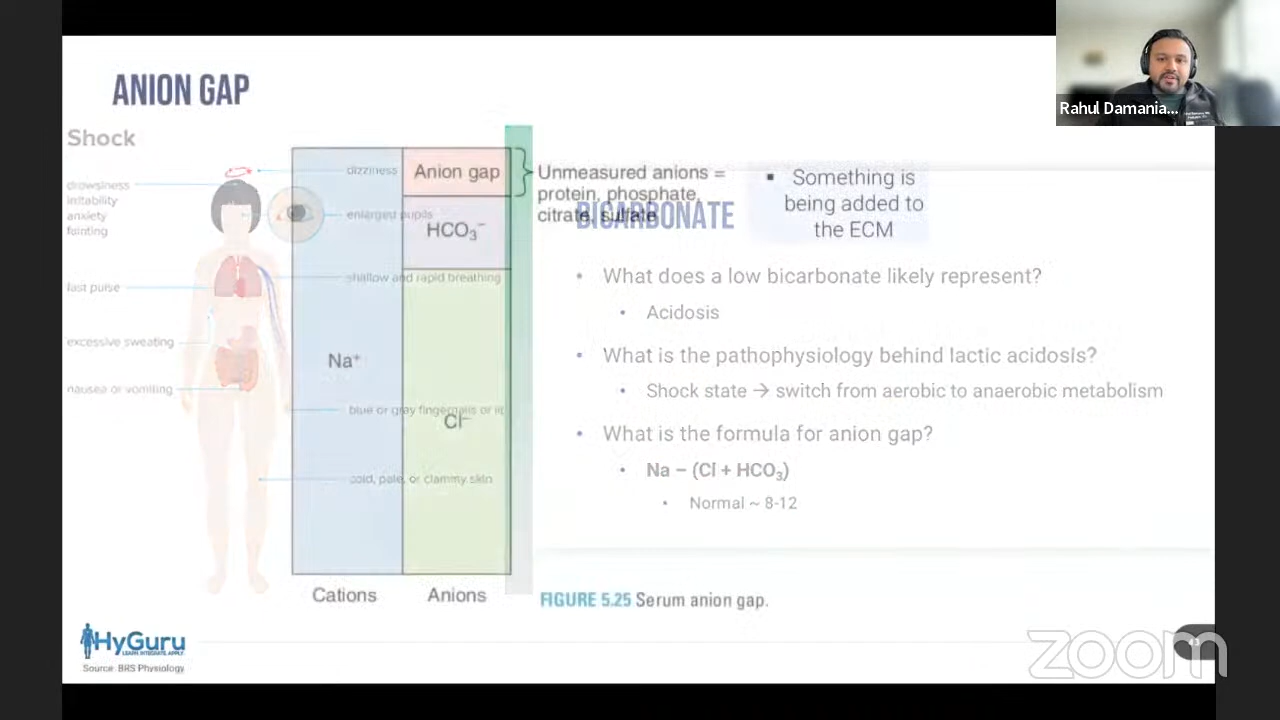 ANION GAP
Rahul Damania...
Shock
drowsiness
irritability
anxiety
fainting
fast pulse
excessive sweating
nausea or vomiting
dizziness
enlarged pupils
shallow and rapid breathing
blue or gray fingernails or
cold, pale, or clammy skin
Anion gap
HCO₃⁻
Na⁺
Cl⁻
Cations
Anions
Unmeasured anions =
protein, phosphate,
citrate, sulfate
▪ Something is
being added to
the ECM
BICARBONATE
• What does a low bicarbonate likely represent?
• Acidosis
• What is the pathophysiology behind lactic acidosis?
• Shock state → switch from aerobic to anaerobic metabolism
• What is the formula for anion gap?
• Na – (Cl + HCO₃)
• Normal ~ 8-12
FIGURE 5.25 Serum anion gap.
HyGuru
LEARN. INTEGRATE. APPLY.
Source: BRS Physiology
zoom